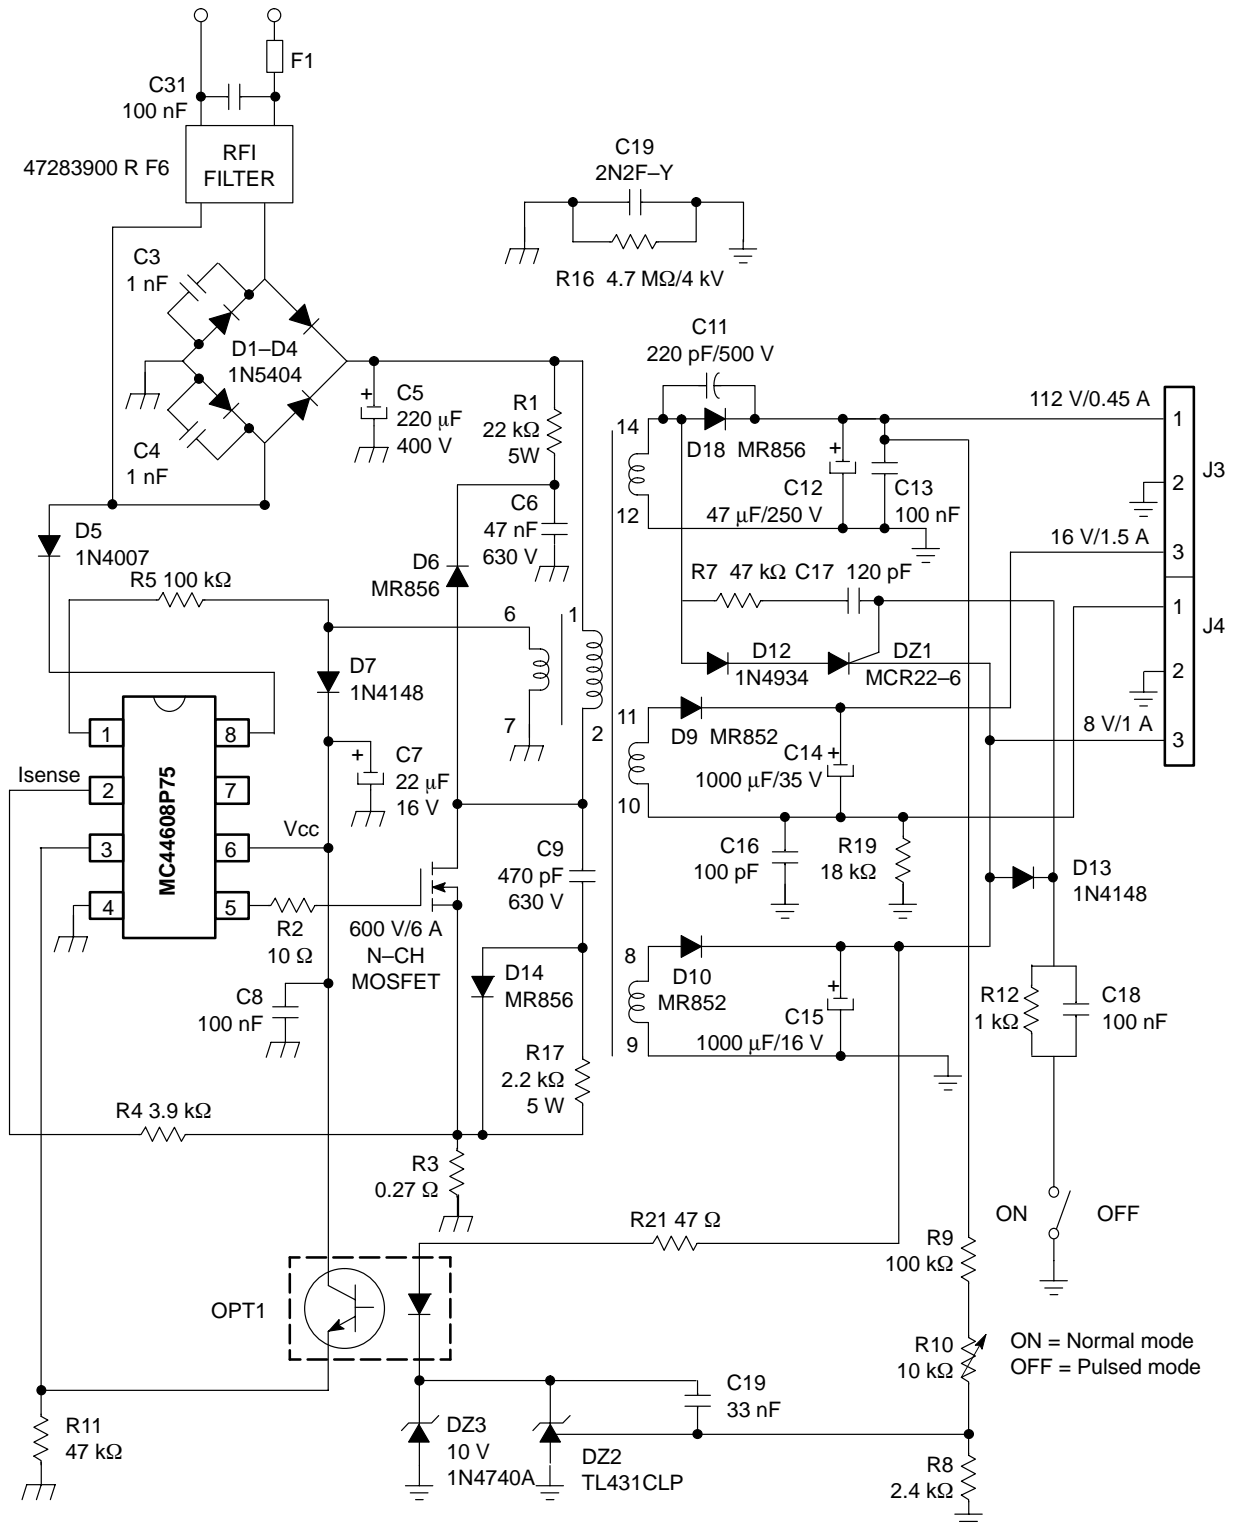 F1
C31
100 nF
47283900 R F6
RFI
FILTER
C19
2N2F–Y
R16 4.7 MΩ/4 kV
C3
1 nF
D1–D4
1N5404
C4
1 nF
C5
220 µF
400 V
R1
22 kΩ
5W
C11
220 pF/500 V
112 V/0.45 A
1
J3
14
D18 MR856
2
12
C12
47 µF/250 V
C13
100 nF
C6
47 nF
630 V
D5
1N4007
16 V/1.5 A
3
D6
MR856
R5 100 kΩ
R7 47 kΩ
C17
120 pF
6
1
1
J4
D7
1N4148
D12
1N4934
DZ1
MCR22–6
2
7
2
11
D9 MR852
8 V/1 A
3
1
8
Isense
2
7
C7
22 µF
16 V
C14
1000 µF/35 V
10
MC44608P75
3
6
Vcc
4
5
C9
470 pF
630 V
C16
100 pF
R19
18 kΩ
D13
1N4148
R2
10 Ω
600 V/6 A
N–CH
MOSFET
D14
MR856
8
D10
MR852
C8
100 nF
C15
1000 µF/16 V
9
R12
1 kΩ
C18
100 nF
R17
2.2 kΩ
5 W
R4 3.9 kΩ
R3
0.27 Ω
R21 47 Ω
ON
OFF
R9
100 kΩ
OPT1
R10
10 kΩ
ON = Normal mode
OFF = Pulsed mode
C19
33 nF
R11
47 kΩ
DZ3
10 V
1N4740A
DZ2
TL431CLP
R8
2.4 kΩ